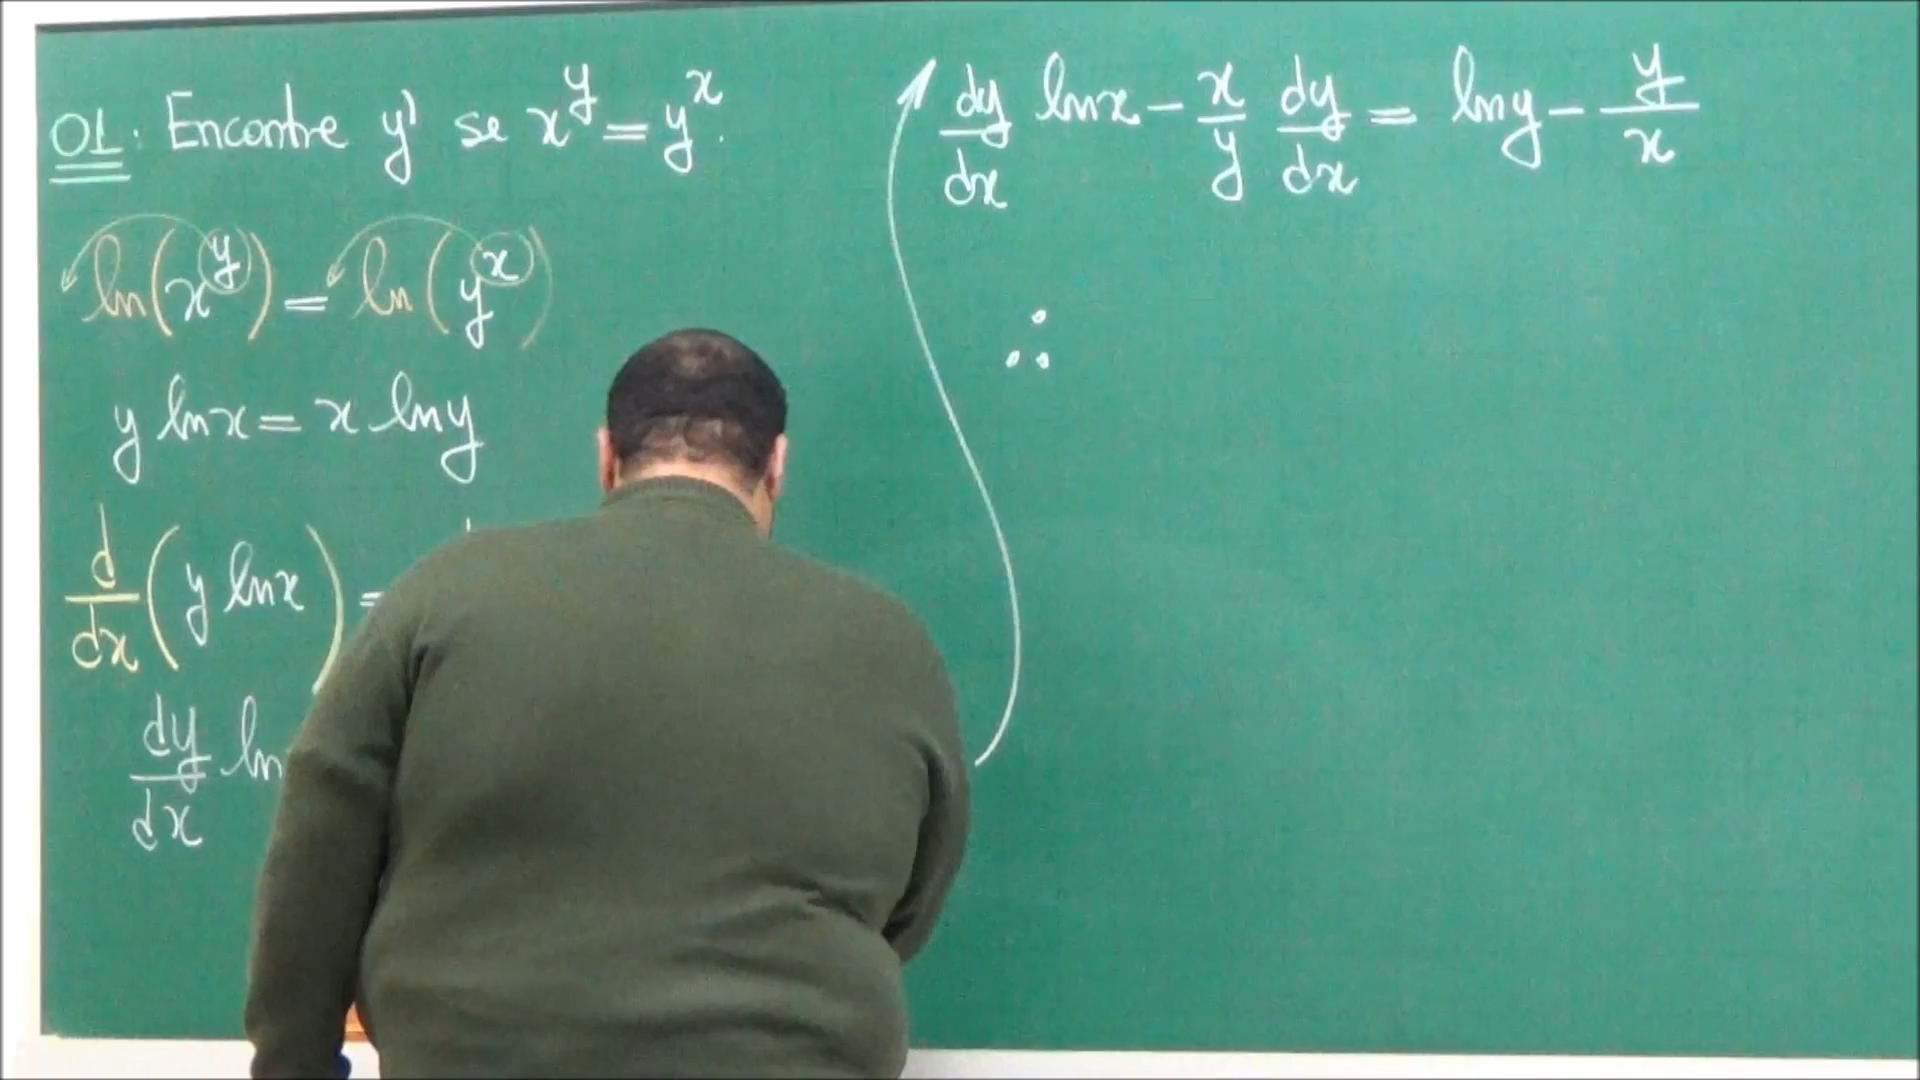 01: Encontre y' se x^y = y^x.
ln(x^y) = ln(y^x)
y lnx = x lny
d/dx (y lnx) =
dy/dx ln
dy/dx lnx - x/y dy/dx = lny - y/x
∴